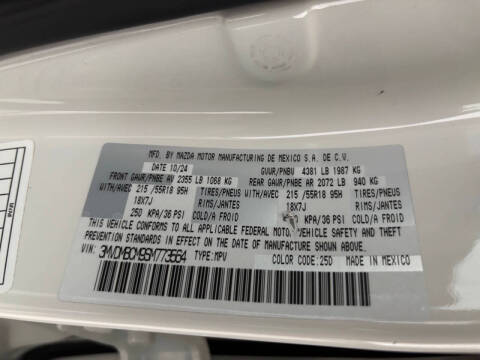 MFD. BY MAZDA MOTOR MANUFACTURING DE MEXICO S.A. DE C.V.
DATE 10/24 GVWR/PNBV 4381 LB 1987 KG
FRONT GAWR/PNBE AV 2355 LB 1068 KG REAR GAWR/PNBE AR 2072 LB 940 KG
WITH/AVEC 215/55R18 95H TIRES/PNEUS WITH/AVEC 215/55R18 95H TIRES/PNEUS
18X7J RIMS/JANTES 18X7J RIMS/JANTES
250 KPA/36 PSI COLD/A FROID KPA/36 PSI COLD/A FROID
THIS VEHICLE CONFORMS TO ALL APPLICABLE FEDERAL MOTOR VEHICLE SAFETY AND THEFT
PREVENTION STANDARDS IN EFFECT ON THE DATE OF MANUFACTURE SHOWN ABOVE.
VIN: TYPE:MPV COLOR CODE:25D MADE IN MEXICO